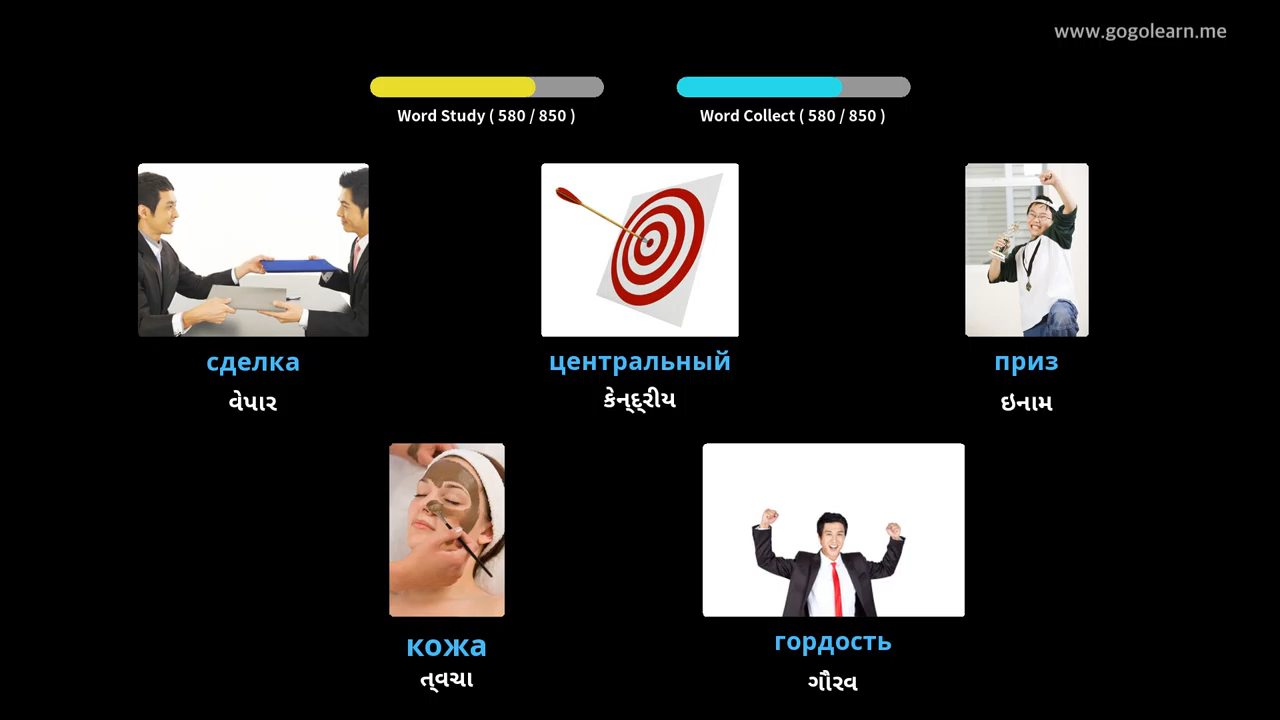 www.gogolearn.me
Word Study ( 580 / 850 )
Word Collect ( 580 / 850 )
сделка
વેપાર
центральный
કેન્દ્રીય
приз
ઇનામ
кожа
ત્વચા
гордость
ગૌરવ